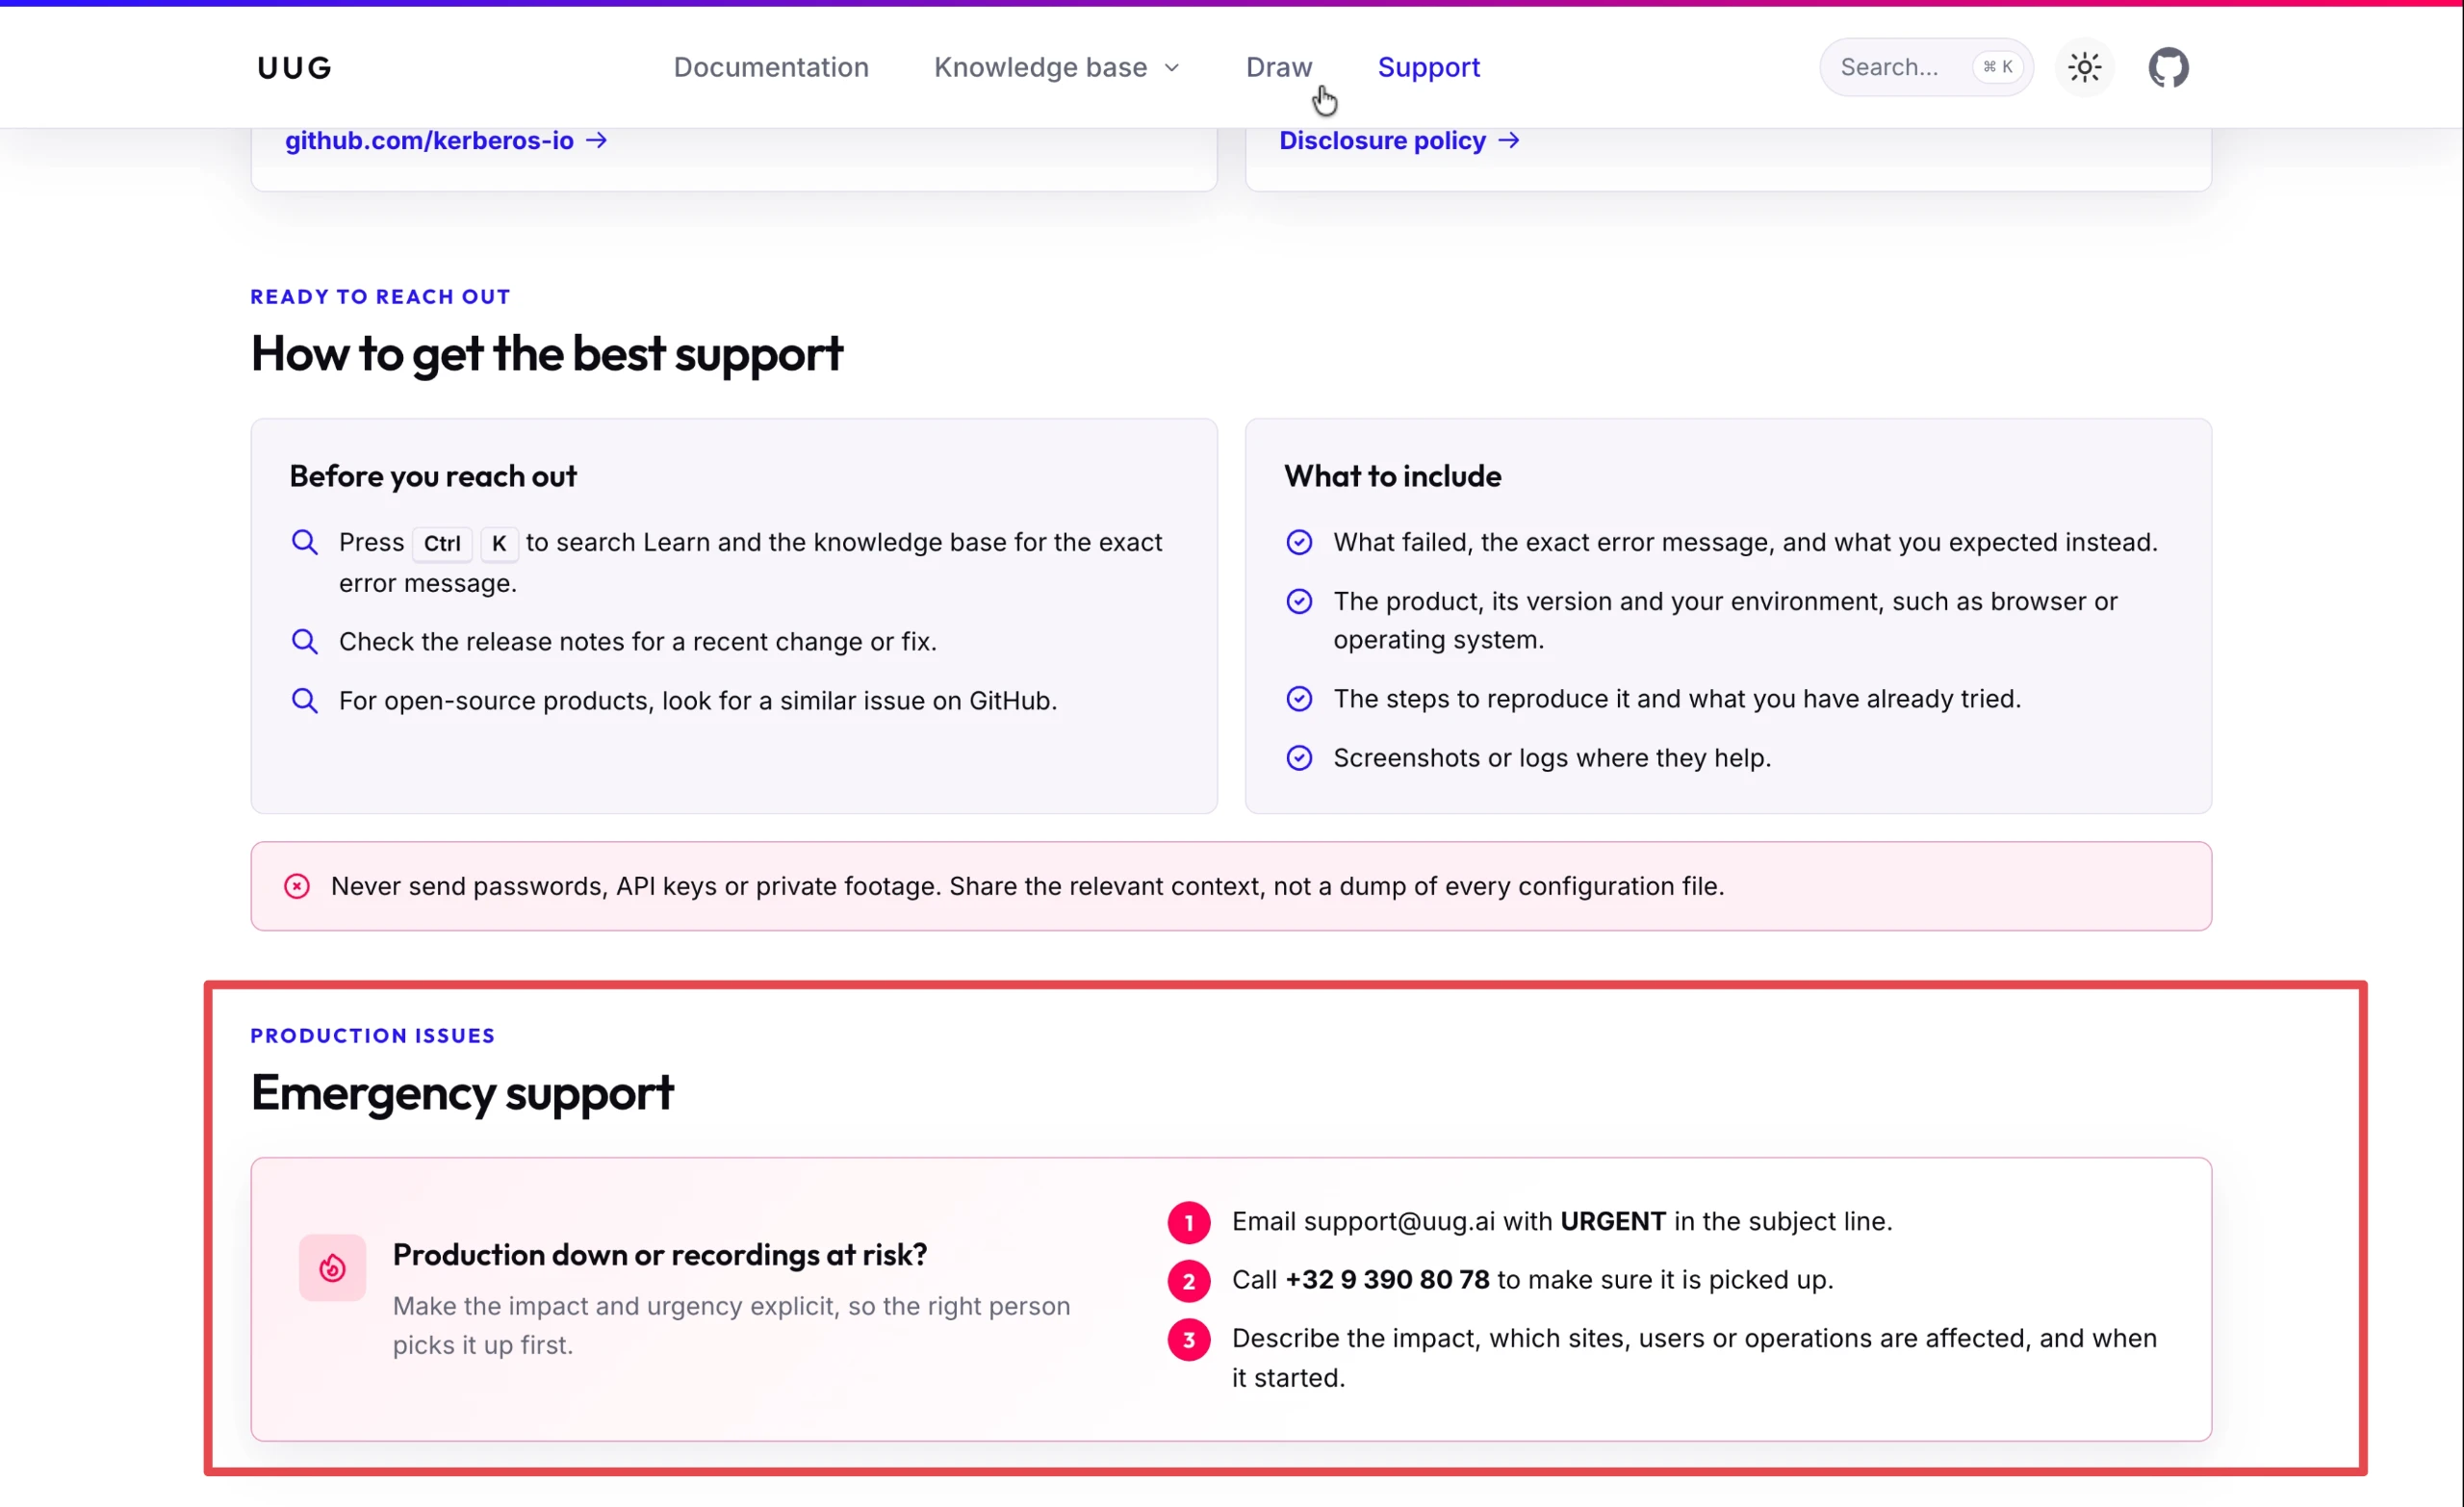 UUG
Documentation
Knowledge base
Draw
Support
Search...
⌘ K
github.com/kerberos-io →
Disclosure policy →
READY TO REACH OUT
How to get the best support
Before you reach out
Press Ctrl K to search Learn and the knowledge base for the exact
error message.
Check the release notes for a recent change or fix.
For open-source products, look for a similar issue on GitHub.
What to include
What failed, the exact error message, and what you expected instead.
The product, its version and your environment, such as browser or
operating system.
The steps to reproduce it and what you have already tried.
Screenshots or logs where they help.
Never send passwords, API keys or private footage. Share the relevant context, not a dump of every configuration file.
PRODUCTION ISSUES
Emergency support
Production down or recordings at risk?
Make the impact and urgency explicit, so the right person
picks it up first.
1 Email support@uug.ai with URGENT in the subject line.
2 Call +32 9 390 80 78 to make sure it is picked up.
3 Describe the impact, which sites, users or operations are affected, and when
it started.